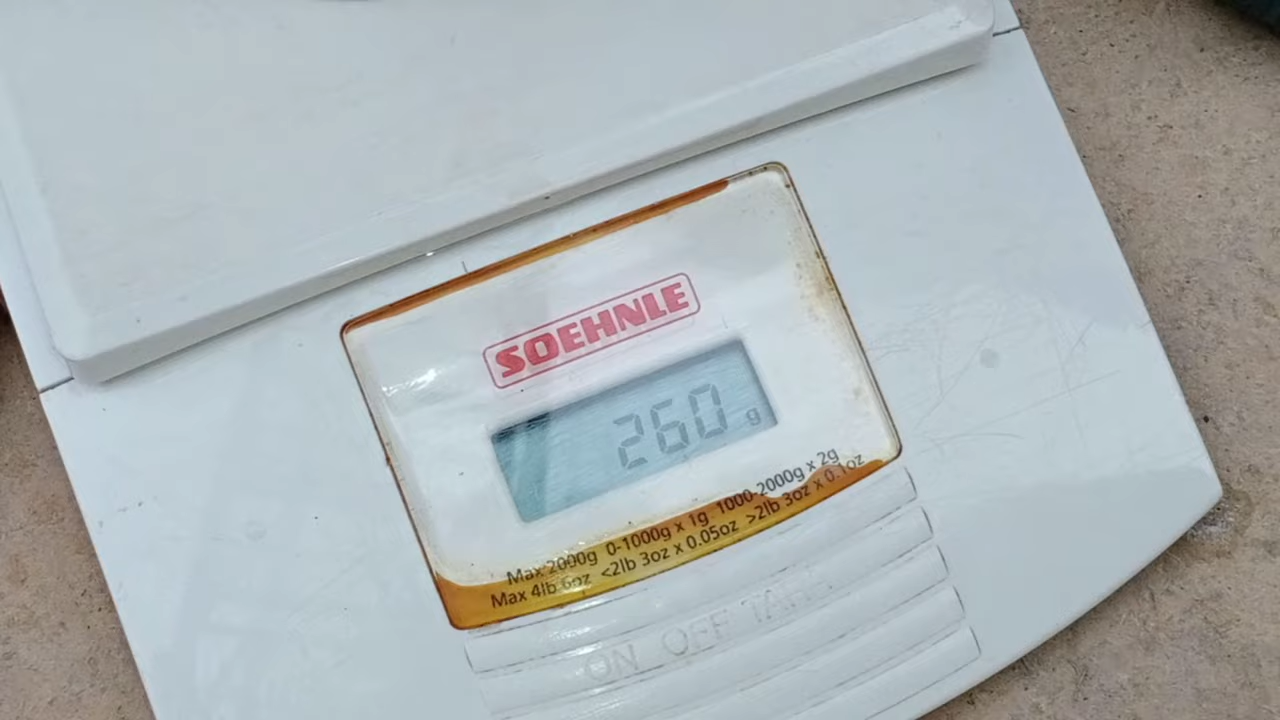 SOEHNLE
260 g
Max 2000g 0-1000g x 1g 1000-2000g x 2g
Max 4lb 6oz <2lb 3oz x 0.05oz >2lb 3oz x 0.1oz
ON OFF TARE